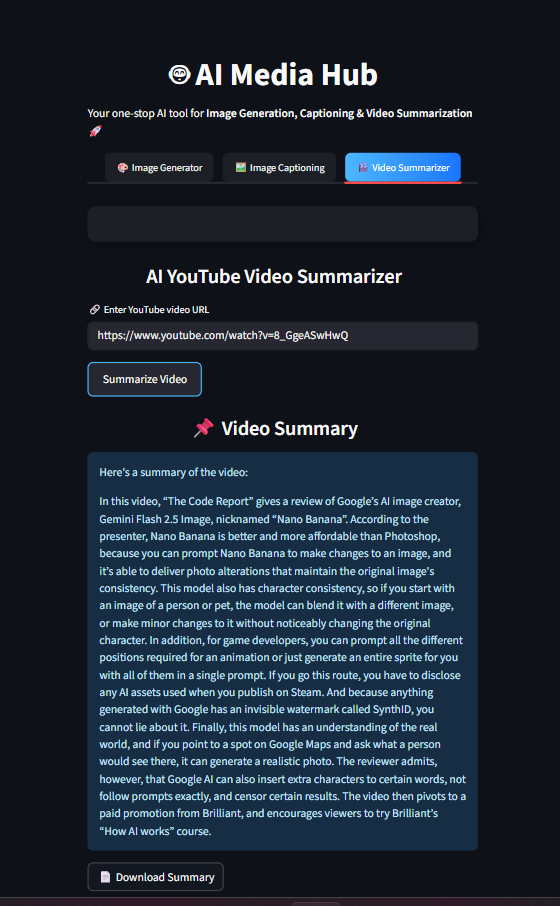 AI Media Hub
Your one-stop AI tool for Image Generation, Captioning & Video Summarization
🚀
Image Generator
Image Captioning
Video Summarizer
AI YouTube Video Summarizer
🔗 Enter YouTube video URL
https://www.youtube.com/watch?v=8_GgeASwHwQ
Summarize Video
📌 Video Summary
Here's a summary of the video:
In this video, “The Code Report” gives a review of Google’s AI image creator,
Gemini Flash 2.5 Image, nicknamed “Nano Banana”. According to the
presenter, Nano Banana is better and more affordable than Photoshop,
because you can prompt Nano Banana to make changes to an image, and
it’s able to deliver photo alterations that maintain the original image’s
consistency. This model also has character consistency, so if you start with
an image of a person or pet, the model can blend it with a different image,
or make minor changes to it without noticeably changing the original
character. In addition, for game developers, you can prompt all the different
positions required for an animation or just generate an entire sprite for you
with all of them in a single prompt. If you go this route, you have to disclose
any AI assets used when you publish on Steam. And because anything
generated with Google has an invisible watermark called SynthID, you
cannot lie about it. Finally, this model has an understanding of the real
world, and if you point to a spot on Google Maps and ask what a person
would see there, it can generate a realistic photo. The reviewer admits,
however, that Google AI can also insert extra characters to certain words, not
follow prompts exactly, and censor certain results. The video then pivots to a
paid promotion from Brilliant, and encourages viewers to try Brilliant’s
“How AI works” course.
📄 Download Summary